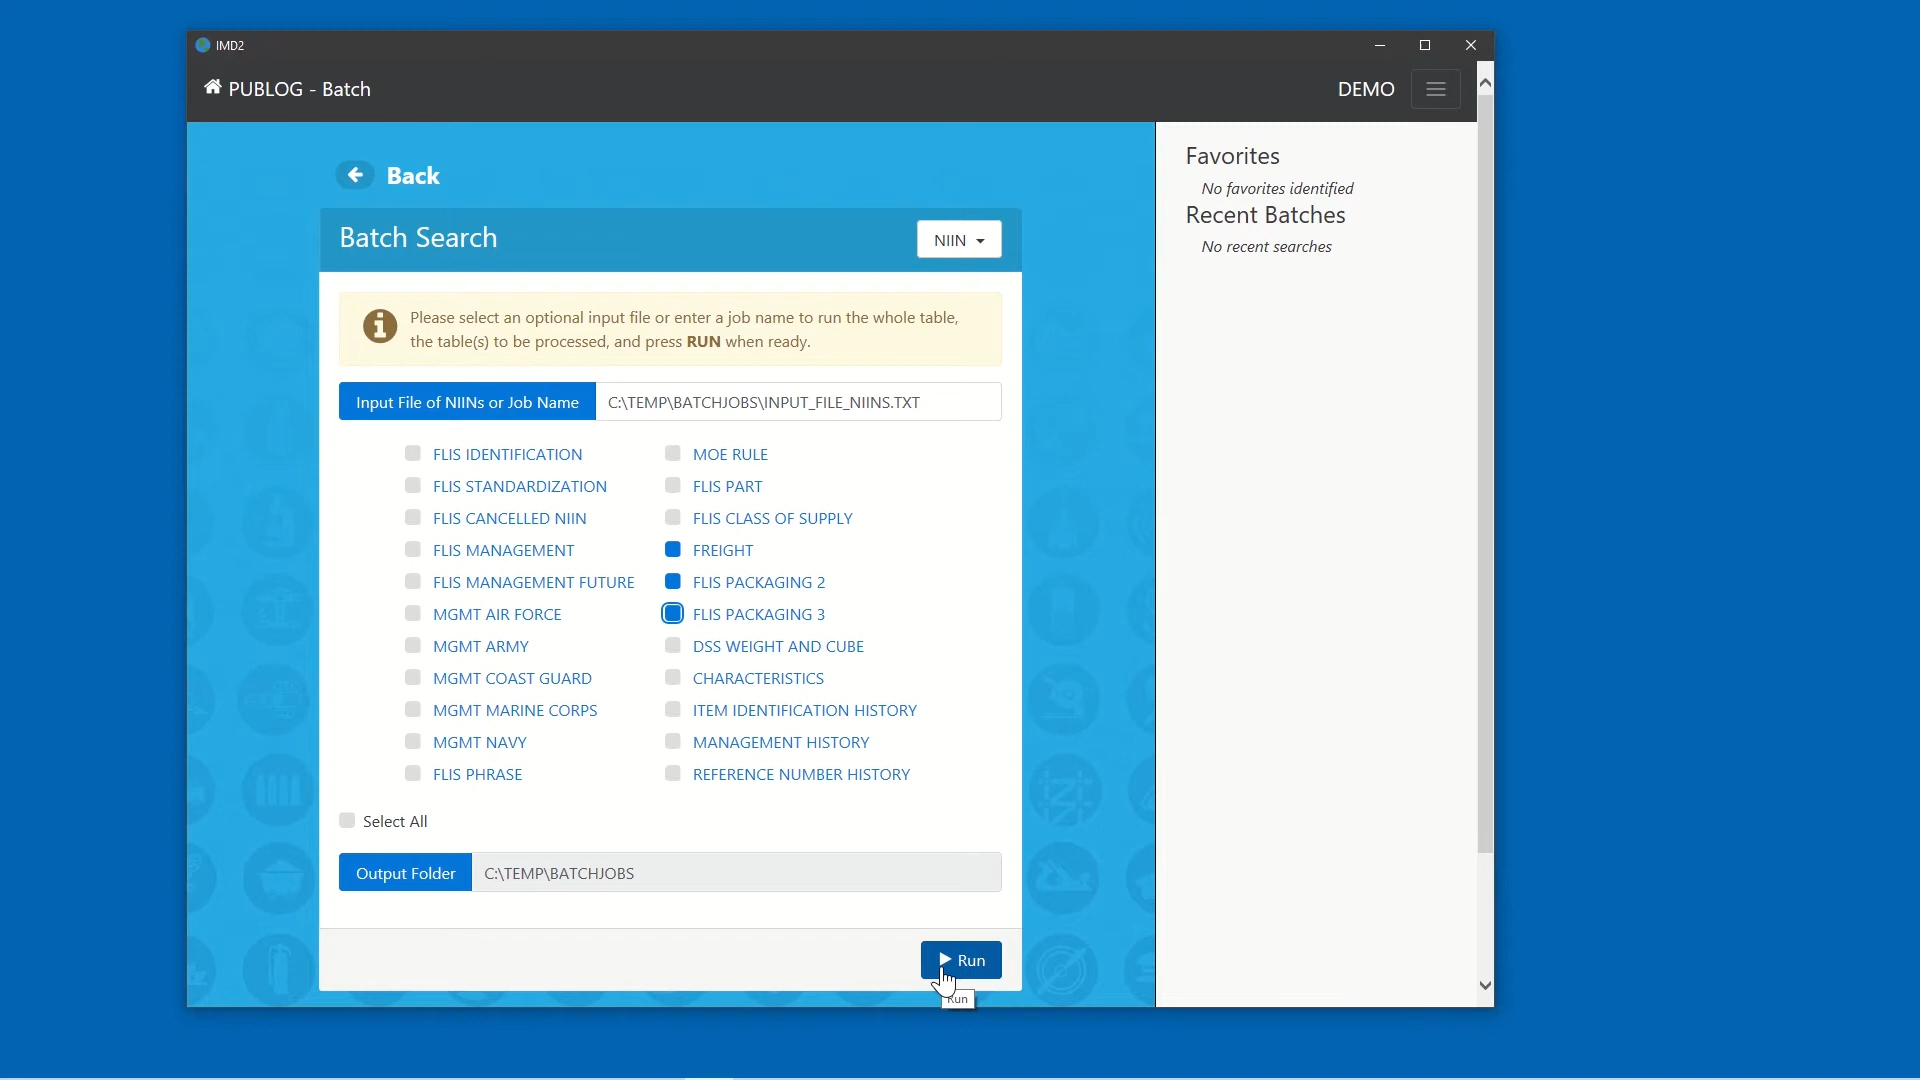 IMD2
PUBLOG - Batch
DEMO
Back
Batch Search
NIIN
Please select an optional input file or enter a job name to run the whole table,
the table(s) to be processed, and press RUN when ready.
Input File of NIINs or Job Name
C:\TEMP\BATCHJOBS\INPUT_FILE_NIINS.TXT
FLIS IDENTIFICATION
FLIS STANDARDIZATION
FLIS CANCELLED NIIN
FLIS MANAGEMENT
FLIS MANAGEMENT FUTURE
MGMT AIR FORCE
MGMT ARMY
MGMT COAST GUARD
MGMT MARINE CORPS
MGMT NAVY
FLIS PHRASE
MOE RULE
FLIS PART
FLIS CLASS OF SUPPLY
FREIGHT
FLIS PACKAGING 2
FLIS PACKAGING 3
DSS WEIGHT AND CUBE
CHARACTERISTICS
ITEM IDENTIFICATION HISTORY
MANAGEMENT HISTORY
REFERENCE NUMBER HISTORY
Select All
Output Folder
C:\TEMP\BATCHJOBS
Run
Run
Favorites
No favorites identified
Recent Batches
No recent searches